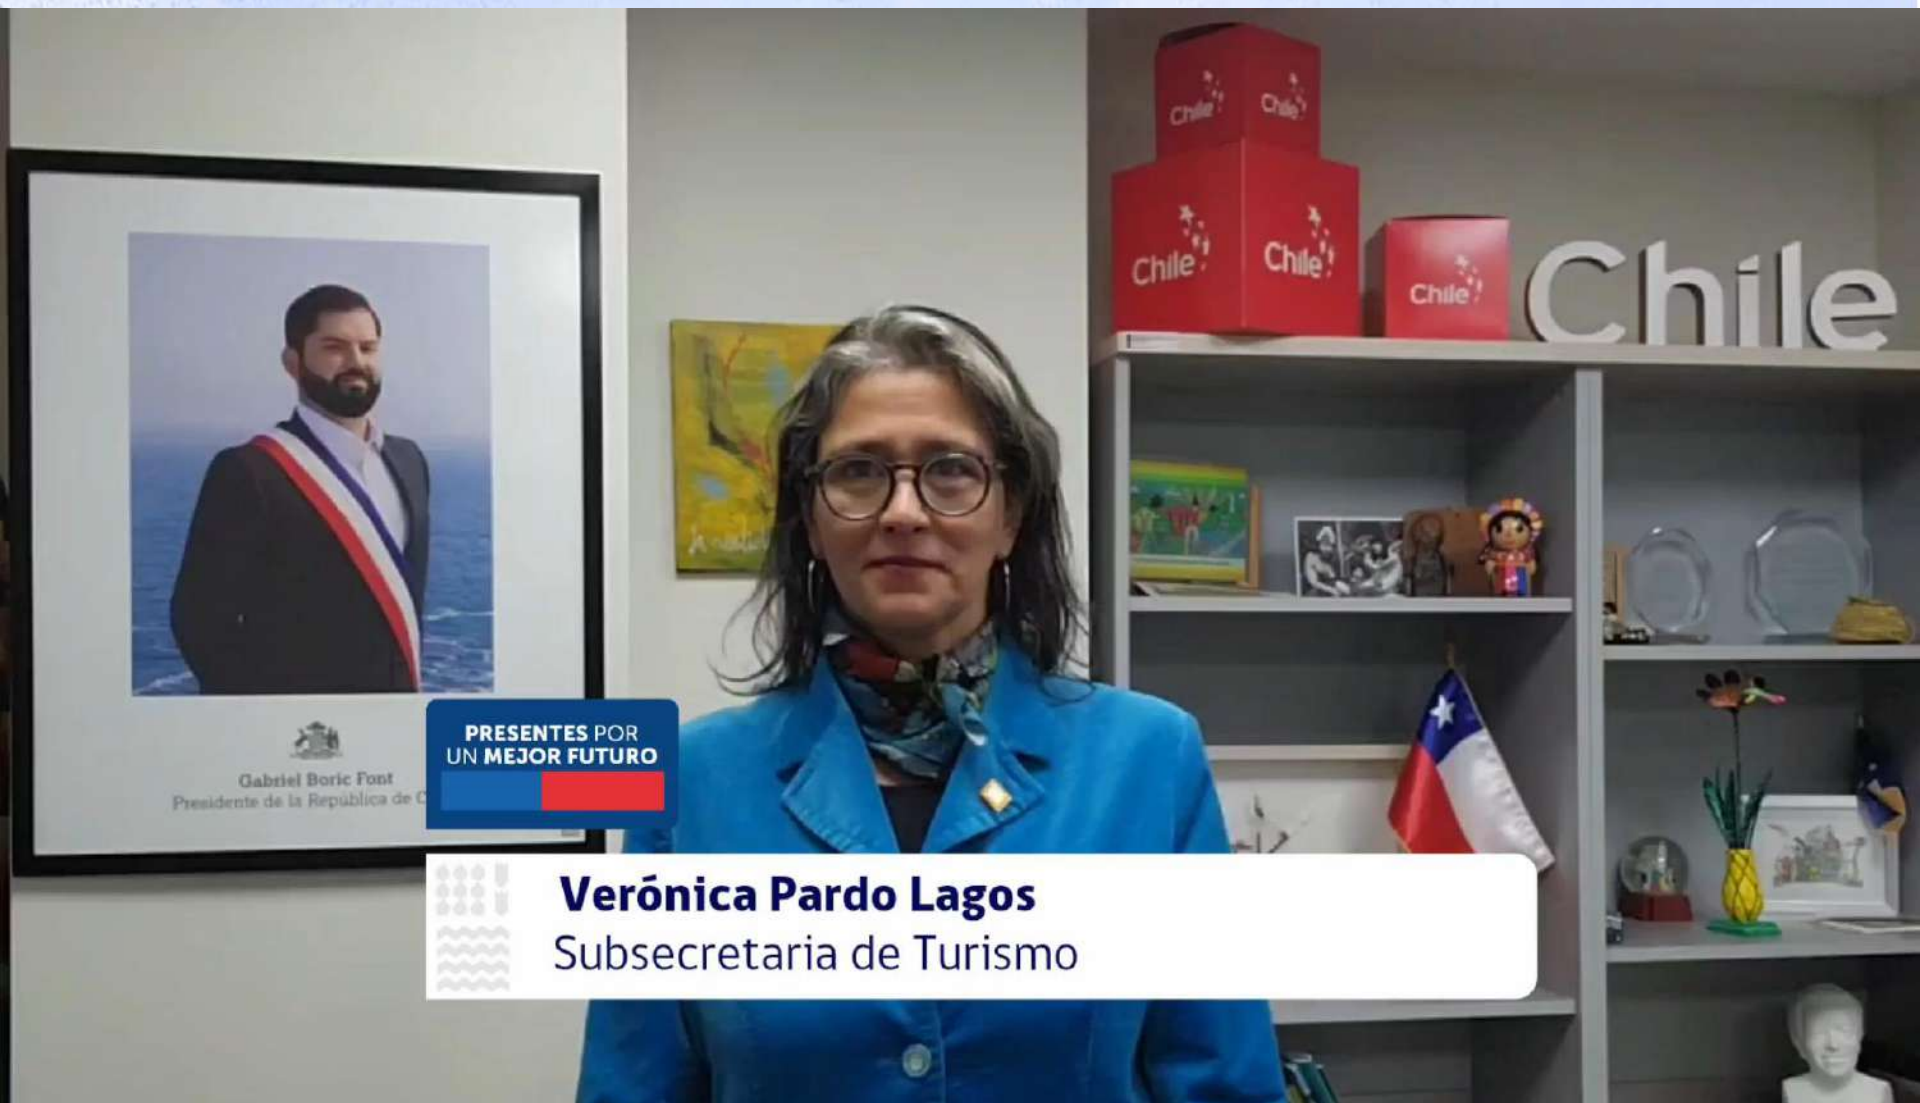 Chile
Chile
Chile
Chile
Chile
Chile
Gabriel Boric Font
Presidente de la República de
PRESENTES POR
UN MEJOR FUTURO
Verónica Pardo Lagos
Subsecretaria de Turismo